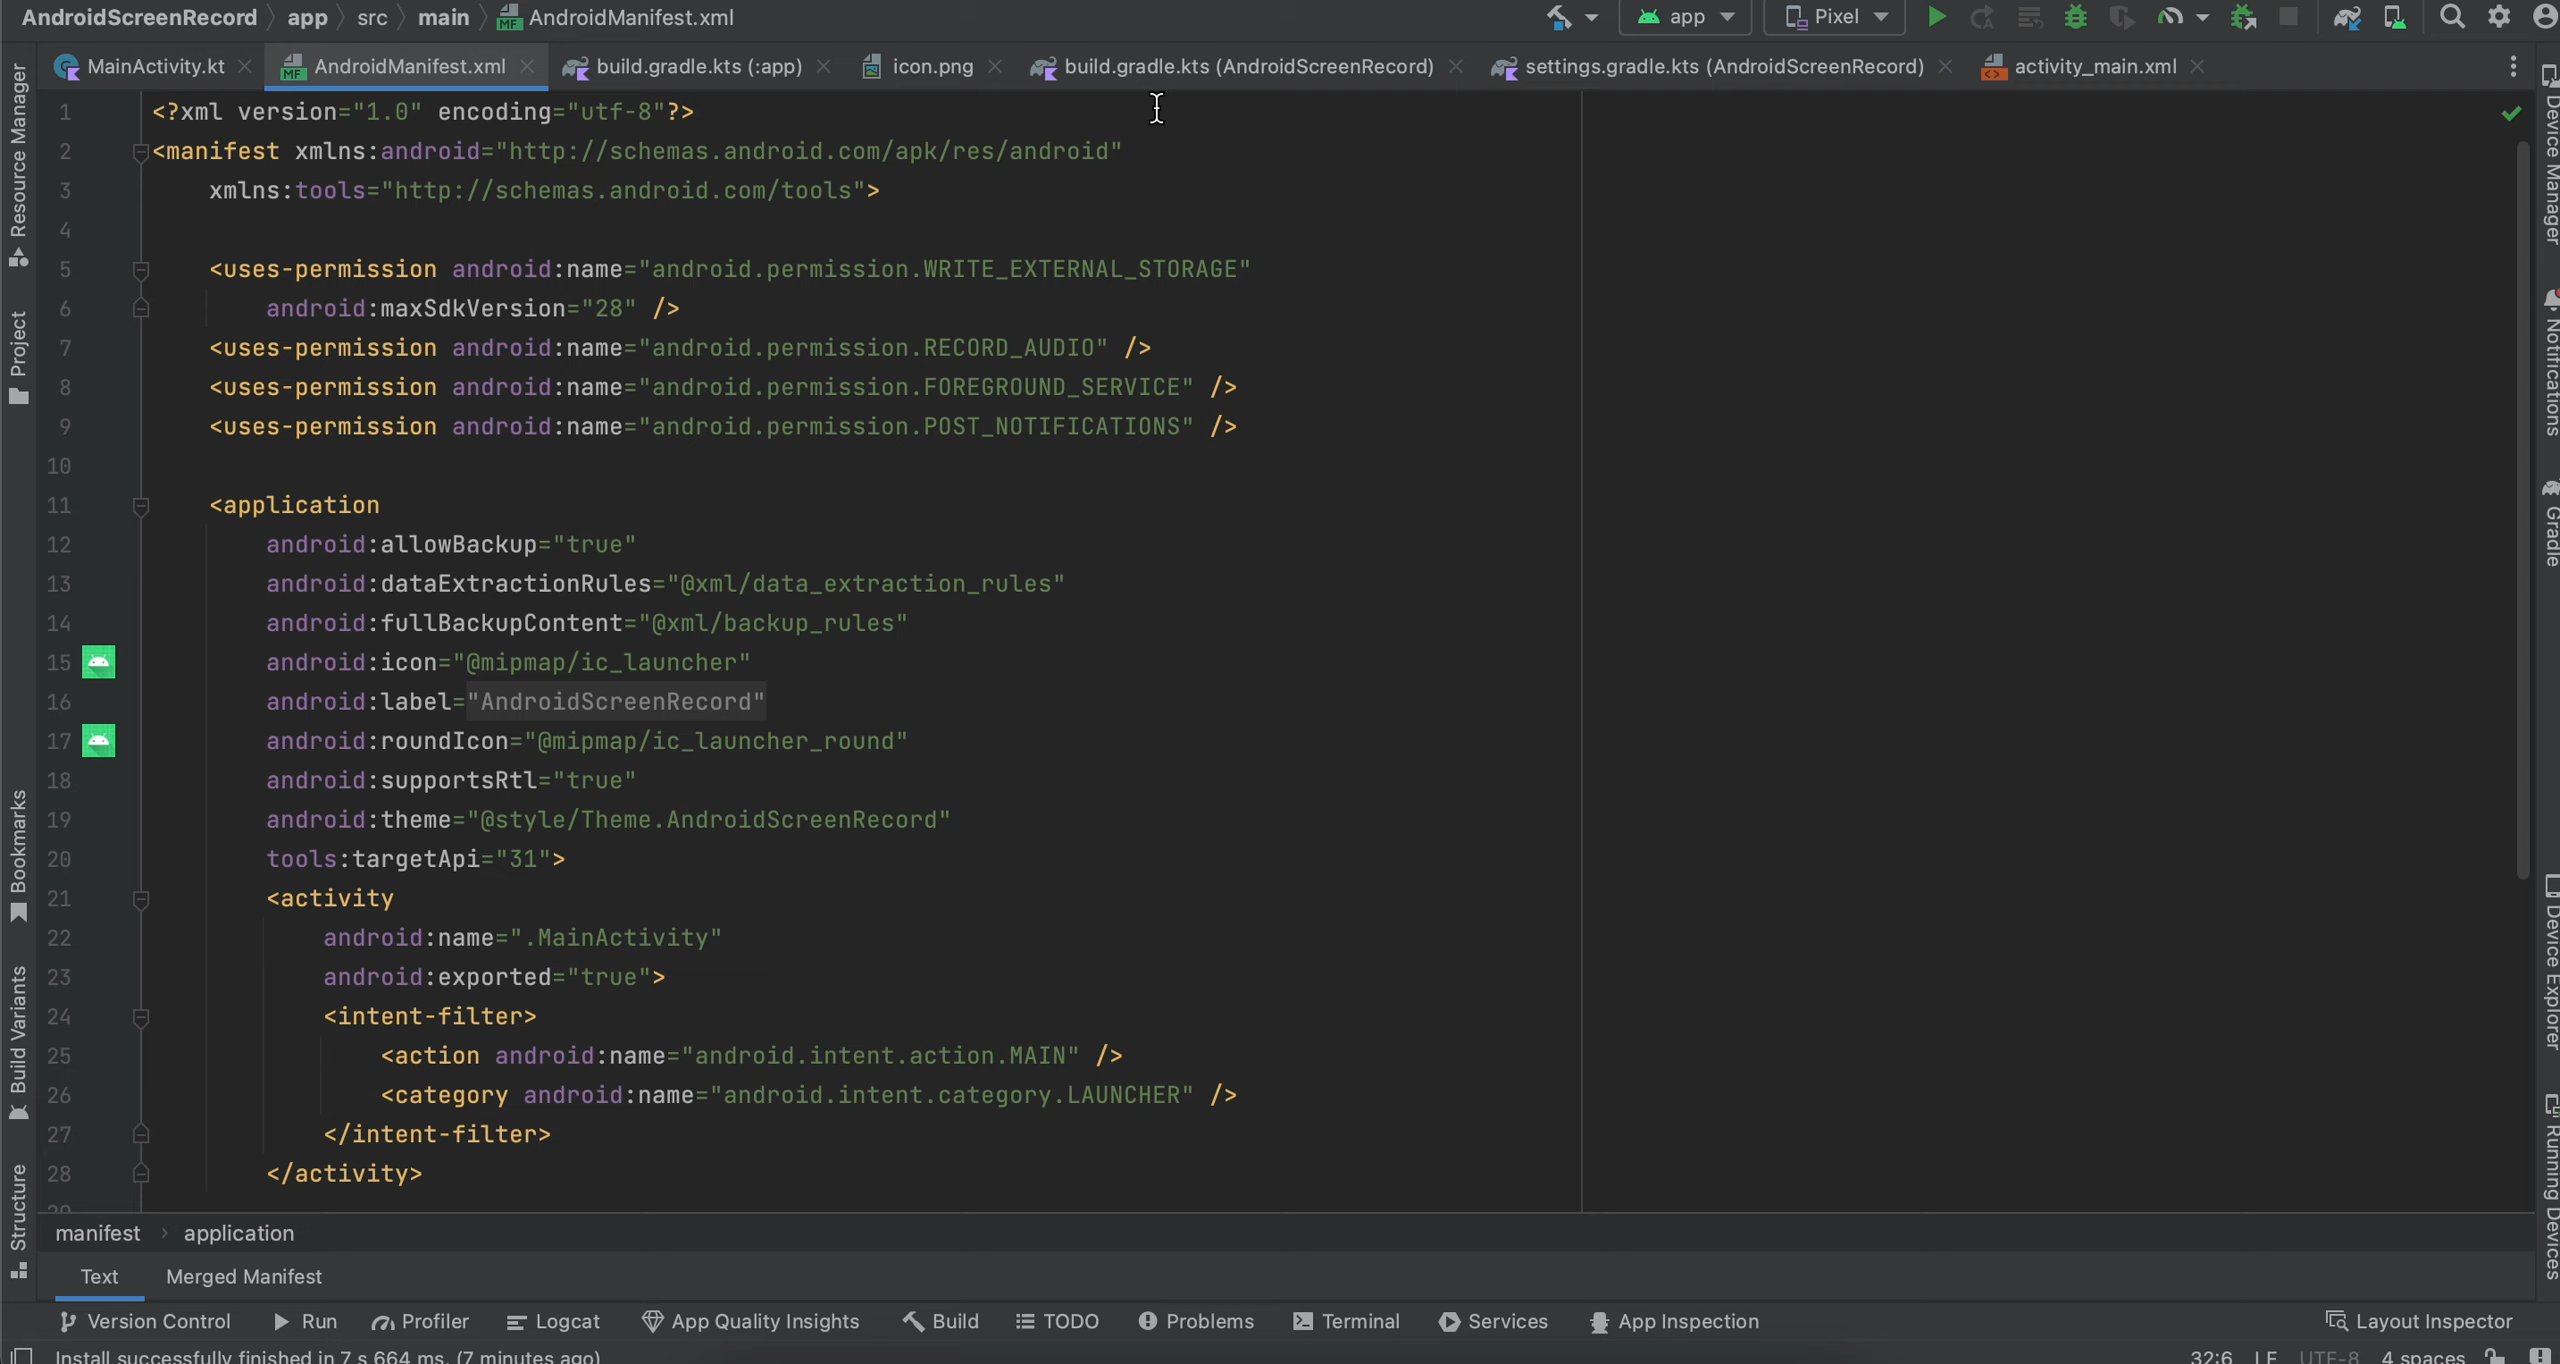 AndroidScreenRecord app src main AndroidManifest.xml app Pixel
MainActivity.kt AndroidManifest.xml build.gradle.kts (:app) icon.png build.gradle.kts (AndroidScreenRecord) settings.gradle.kts (AndroidScreenRecord) activity_main.xml
1 <?xml version="1.0" encoding="utf-8"?>
2 <manifest xmlns:android="http://schemas.android.com/apk/res/android"
3 xmlns:tools="http://schemas.android.com/tools">
4
5 <uses-permission android:name="android.permission.WRITE_EXTERNAL_STORAGE"
6 android:maxSdkVersion="28" />
7 <uses-permission android:name="android.permission.RECORD_AUDIO" />
8 <uses-permission android:name="android.permission.FOREGROUND_SERVICE" />
9 <uses-permission android:name="android.permission.POST_NOTIFICATIONS" />
10
11 <application
12 android:allowBackup="true"
13 android:dataExtractionRules="@xml/data_extraction_rules"
14 android:fullBackupContent="@xml/backup_rules"
15 android:icon="@mipmap/ic_launcher"
16 android:label="AndroidScreenRecord"
17 android:roundIcon="@mipmap/ic_launcher_round"
18 android:supportsRtl="true"
19 android:theme="@style/Theme.AndroidScreenRecord"
20 tools:targetApi="31">
21 <activity
22 android:name=".MainActivity"
23 android:exported="true">
24 <intent-filter>
25 <action android:name="android.intent.action.MAIN" />
26 <category android:name="android.intent.category.LAUNCHER" />
27 </intent-filter>
28 </activity>
manifest application
Text Merged Manifest
Version Control Run Profiler Logcat App Quality Insights Build TODO Problems Terminal Services App Inspection Layout Inspector
Install successfully finished in 7 s 664 ms. (7 minutes ago) 32:6 LF UTF-8 4 spaces
Resource Manager
Project
Bookmarks
Build Variants
Structure
Device Manager
Notifications
Gradle
Device Explorer
Running Devices